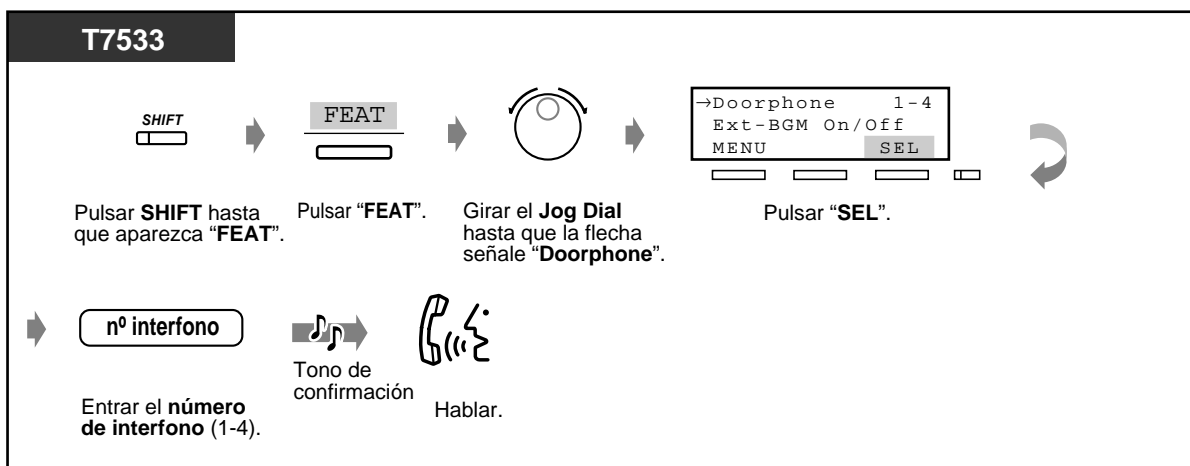 T7533
SHIFT
FEAT
→Doorphone 1-4
Ext-BGM On/Off
MENU SEL
Pulsar SHIFT hasta
que aparezca “FEAT”.
Pulsar “FEAT”.
Girar el Jog Dial
hasta que la flecha
señale “Doorphone”.
Pulsar “SEL”.
nº interfono
Entrar el número
de interfono (1-4).
Tono de
confirmación
Hablar.